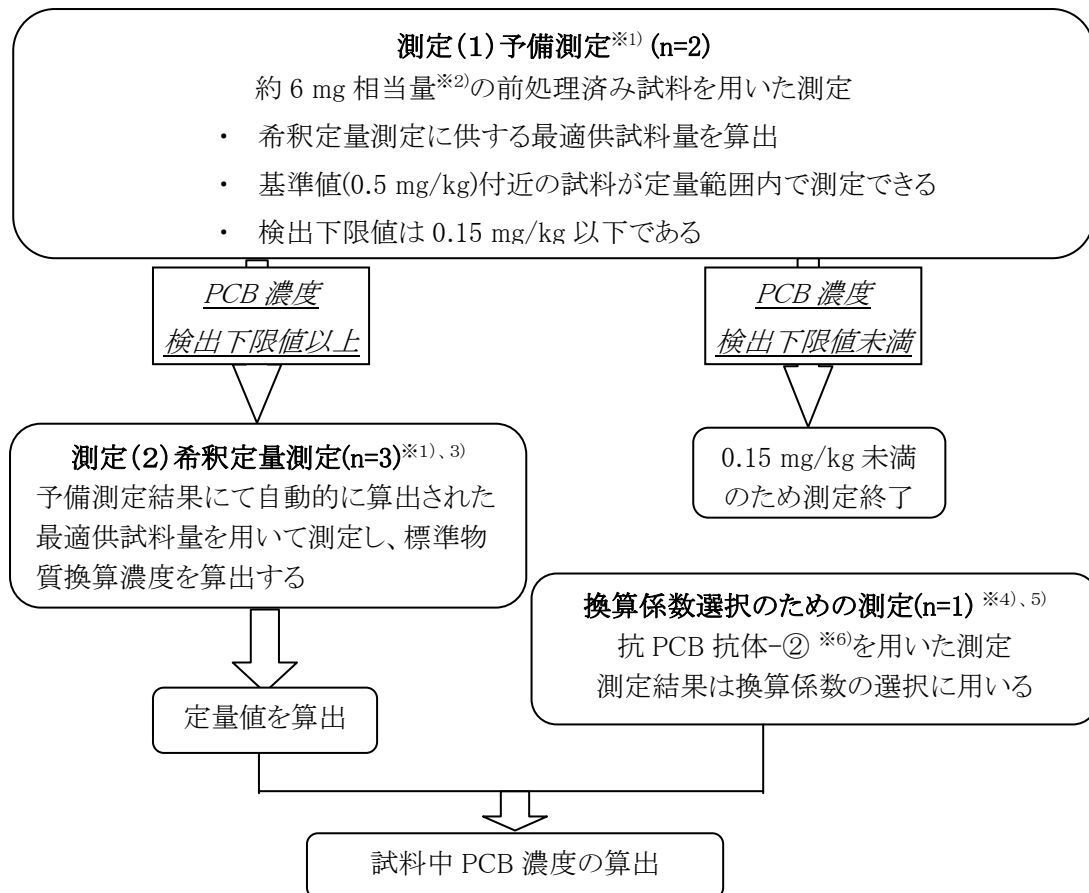 測定(1)予備測定※1) (n=2)
約 6 mg 相当量※2)の前処理済み試料を用いた測定
・ 希釈定量測定に供する最適供試料量を算出
・ 基準値(0.5 mg/kg)付近の試料が定量範囲内で測定できる
・ 検出下限値は 0.15 mg/kg 以下である
PCB 濃度
検出下限値以上
PCB 濃度
検出下限値未満
測定(2)希釈定量測定(n=3)※1)、3)
予備測定結果にて自動的に算出された
最適供試料量を用いて測定し、標準物
質換算濃度を算出する
0.15 mg/kg 未満
のため測定終了
換算係数選択のための測定(n=1) ※4)、5)
抗 PCB 抗体-② ※6)を用いた測定
測定結果は換算係数の選択に用いる
定量値を算出
試料中 PCB 濃度の算出